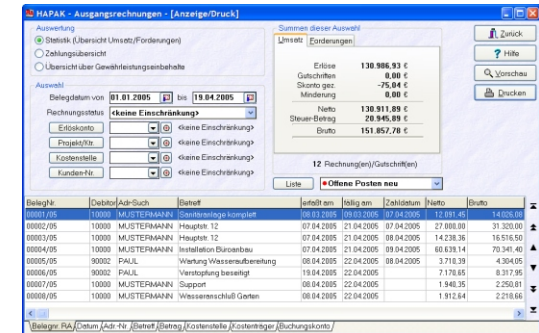 HAPAK - Ausgangsrechnungen - [Anzeige/Druck]
Auswertung
Statistik (Übersicht Umsatz/Forderungen)
Zahlungsübersicht
Übersicht über Gewährleistungseinbehalte
Auswahl
Belegdatum von 01.01.2005 bis 19.04.2005
Rechnungsstatus <keine Einschränkung>
Erlöskonto <keine Einschränkung>
Projekt/Ktr. <keine Einschränkung>
Kostenstelle <keine Einschränkung>
Kunden-Nr. <keine Einschränkung>
Summen dieser Auswahl
Umsatz Forderungen
Erlöse 130.986,93 €
Gutschriften 0,00 €
Skonto gez. -75,04 €
Minderung 0,00 €
Netto 130.911,89 €
Steuer-Betrag 20.945,89 €
Brutto 151.857,78 €
12 Rechnung(en)/Gutschrift(en)
Liste Offene Posten neu
Zurück
Hilfe
Vorschau
Drucken
BelegNr. Debitor Adr-Such Betreff erfaßt am fällig am Zahldatum Netto Brutto
00001/05 10000 MUSTERMANN Sanitäranlage komplett 08.03.2005 09.03.2005 07.04.2005 12.091,45 14.026,08
00002/05 10000 MUSTERMANN Hauptstr. 12 07.04.2005 21.04.2005 07.04.2005 27.000,00 31.320,00
00003/05 10000 MUSTERMANN Hauptstr. 12 07.04.2005 21.04.2005 08.04.2005 14.238,36 16.516,50
00004/05 10000 MUSTERMANN Installation Büroanbau 07.04.2005 21.04.2005 09.04.2005 60.639,14 70.341,40
00005/05 90002 PAUL Wartung Wasseraufbereitung 08.04.2005 22.04.2005 08.04.2005 3.710,39 4.304,05
00006/05 90002 PAUL Verstopfung beseitigt 19.04.2005 22.04.2005 7.170,65 8.317,95
00007/05 10000 MUSTERMANN Support 08.04.2005 22.04.2005 1.940,35 2.250,81
00008/05 10000 MUSTERMANN Wasseranschluß Garten 08.04.2005 22.04.2005 1.912,64 2.218,66
Belegnr. RA Datum Adr.-Nr. Betreff Betrag Kostenstelle Kostenträger Buchungskonto